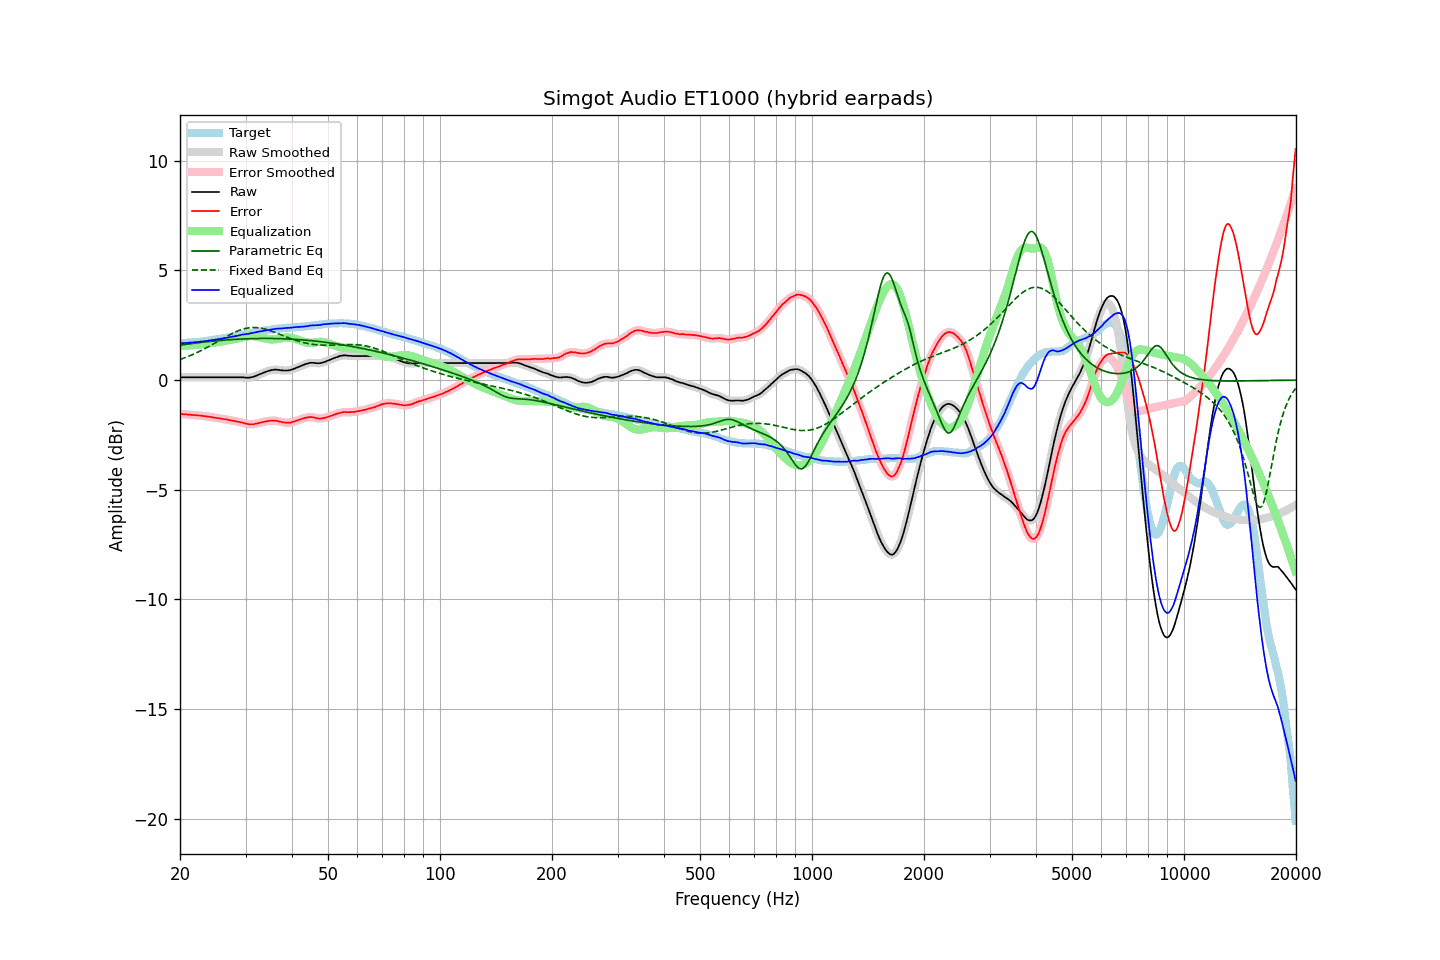 Simgot Audio ET1000 (hybrid earpads)
Target
Raw Smoothed
Error Smoothed
Raw
Error
Equalization
Parametric Eq
Fixed Band Eq
Equalized
10
5
0
−5
−10
−15
−20
Amplitude (dBr)
20 50 100 200 500 1000 2000 5000 10000 20000
Frequency (Hz)